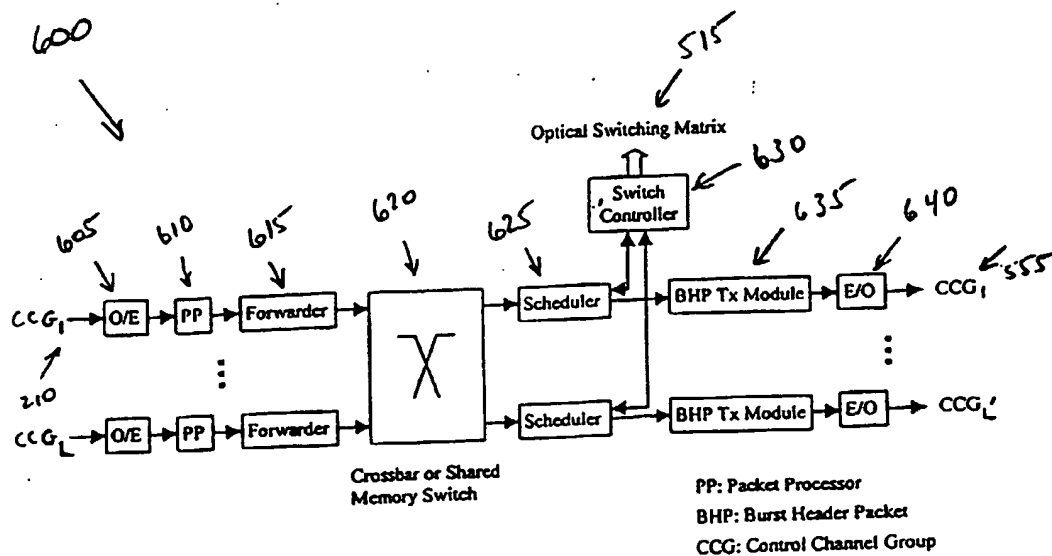 600
515
Optical Switching Matrix
630
Switch
Controller
605
610
615
620
625
635
640
555
CCG1
O/E
PP
Forwarder
Scheduler
BHP Tx Module
E/O
CCG1
210
CCGL
O/E
PP
Forwarder
Scheduler
BHP Tx Module
E/O
CCGL'
Crossbar or Shared
Memory Switch
PP: Packet Processor
BHP: Burst Header Packet
CCG: Control Channel Group